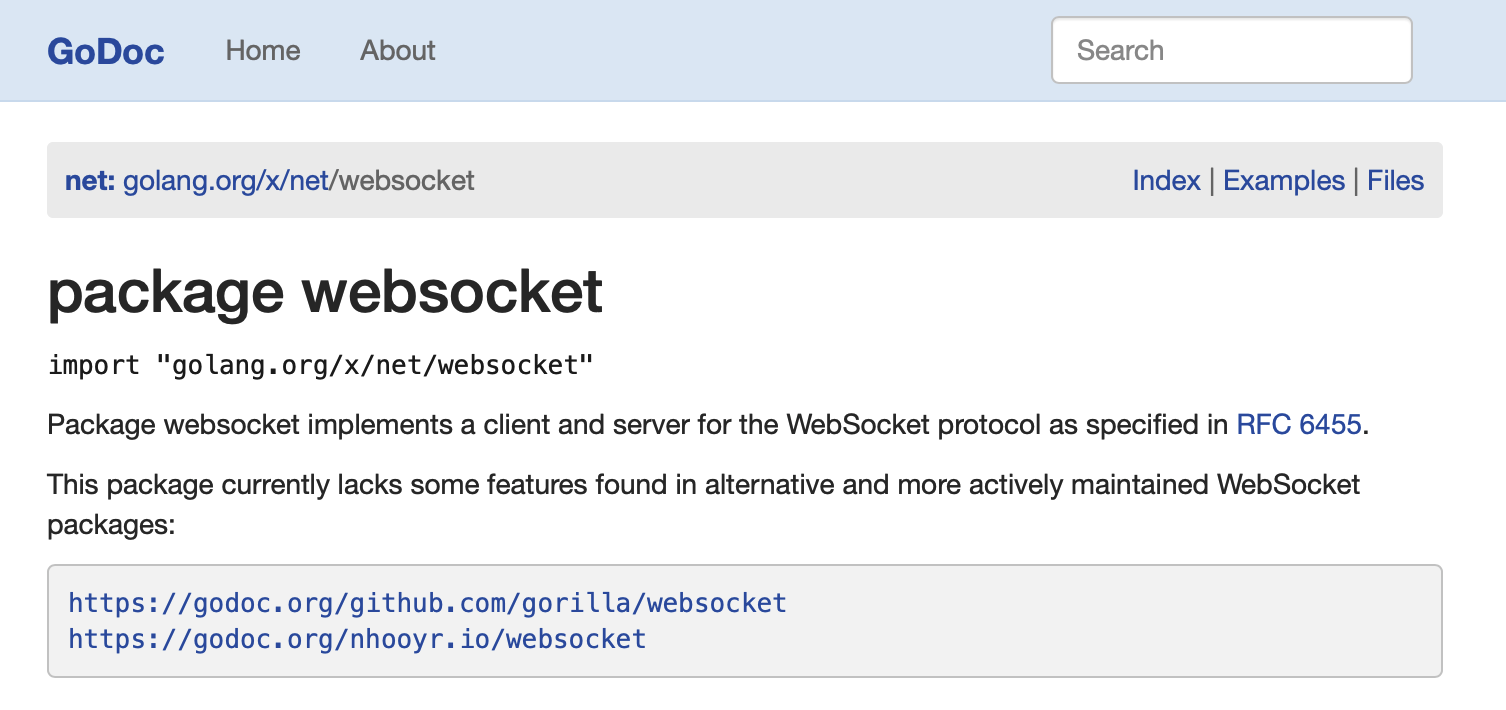 GoDoc Home About Search
net: golang.org/x/net/websocket Index | Examples | Files
package websocket
import "golang.org/x/net/websocket"
Package websocket implements a client and server for the WebSocket protocol as specified in RFC 6455.
This package currently lacks some features found in alternative and more actively maintained WebSocket
packages:
https://godoc.org/github.com/gorilla/websocket
https://godoc.org/nhooyr.io/websocket